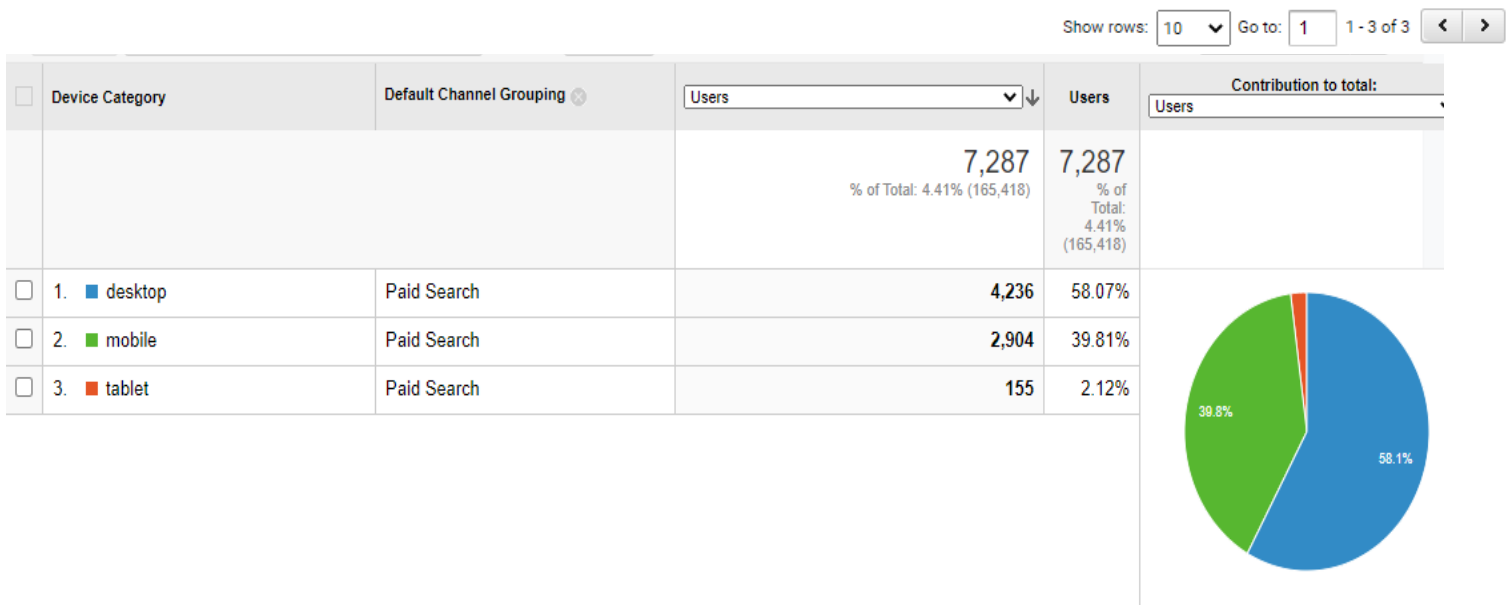 Show rows: 10 Go to: 1 1 - 3 of 3
Device Category Default Channel Grouping Users Users Contribution to total:
Users
7,287 7,287
% of Total: 4.41% (165,418) % of
Total:
4.41%
(165,418)
1. desktop Paid Search 4,236 58.07%
2. mobile Paid Search 2,904 39.81%
3. tablet Paid Search 155 2.12%
39.8%
58.1%